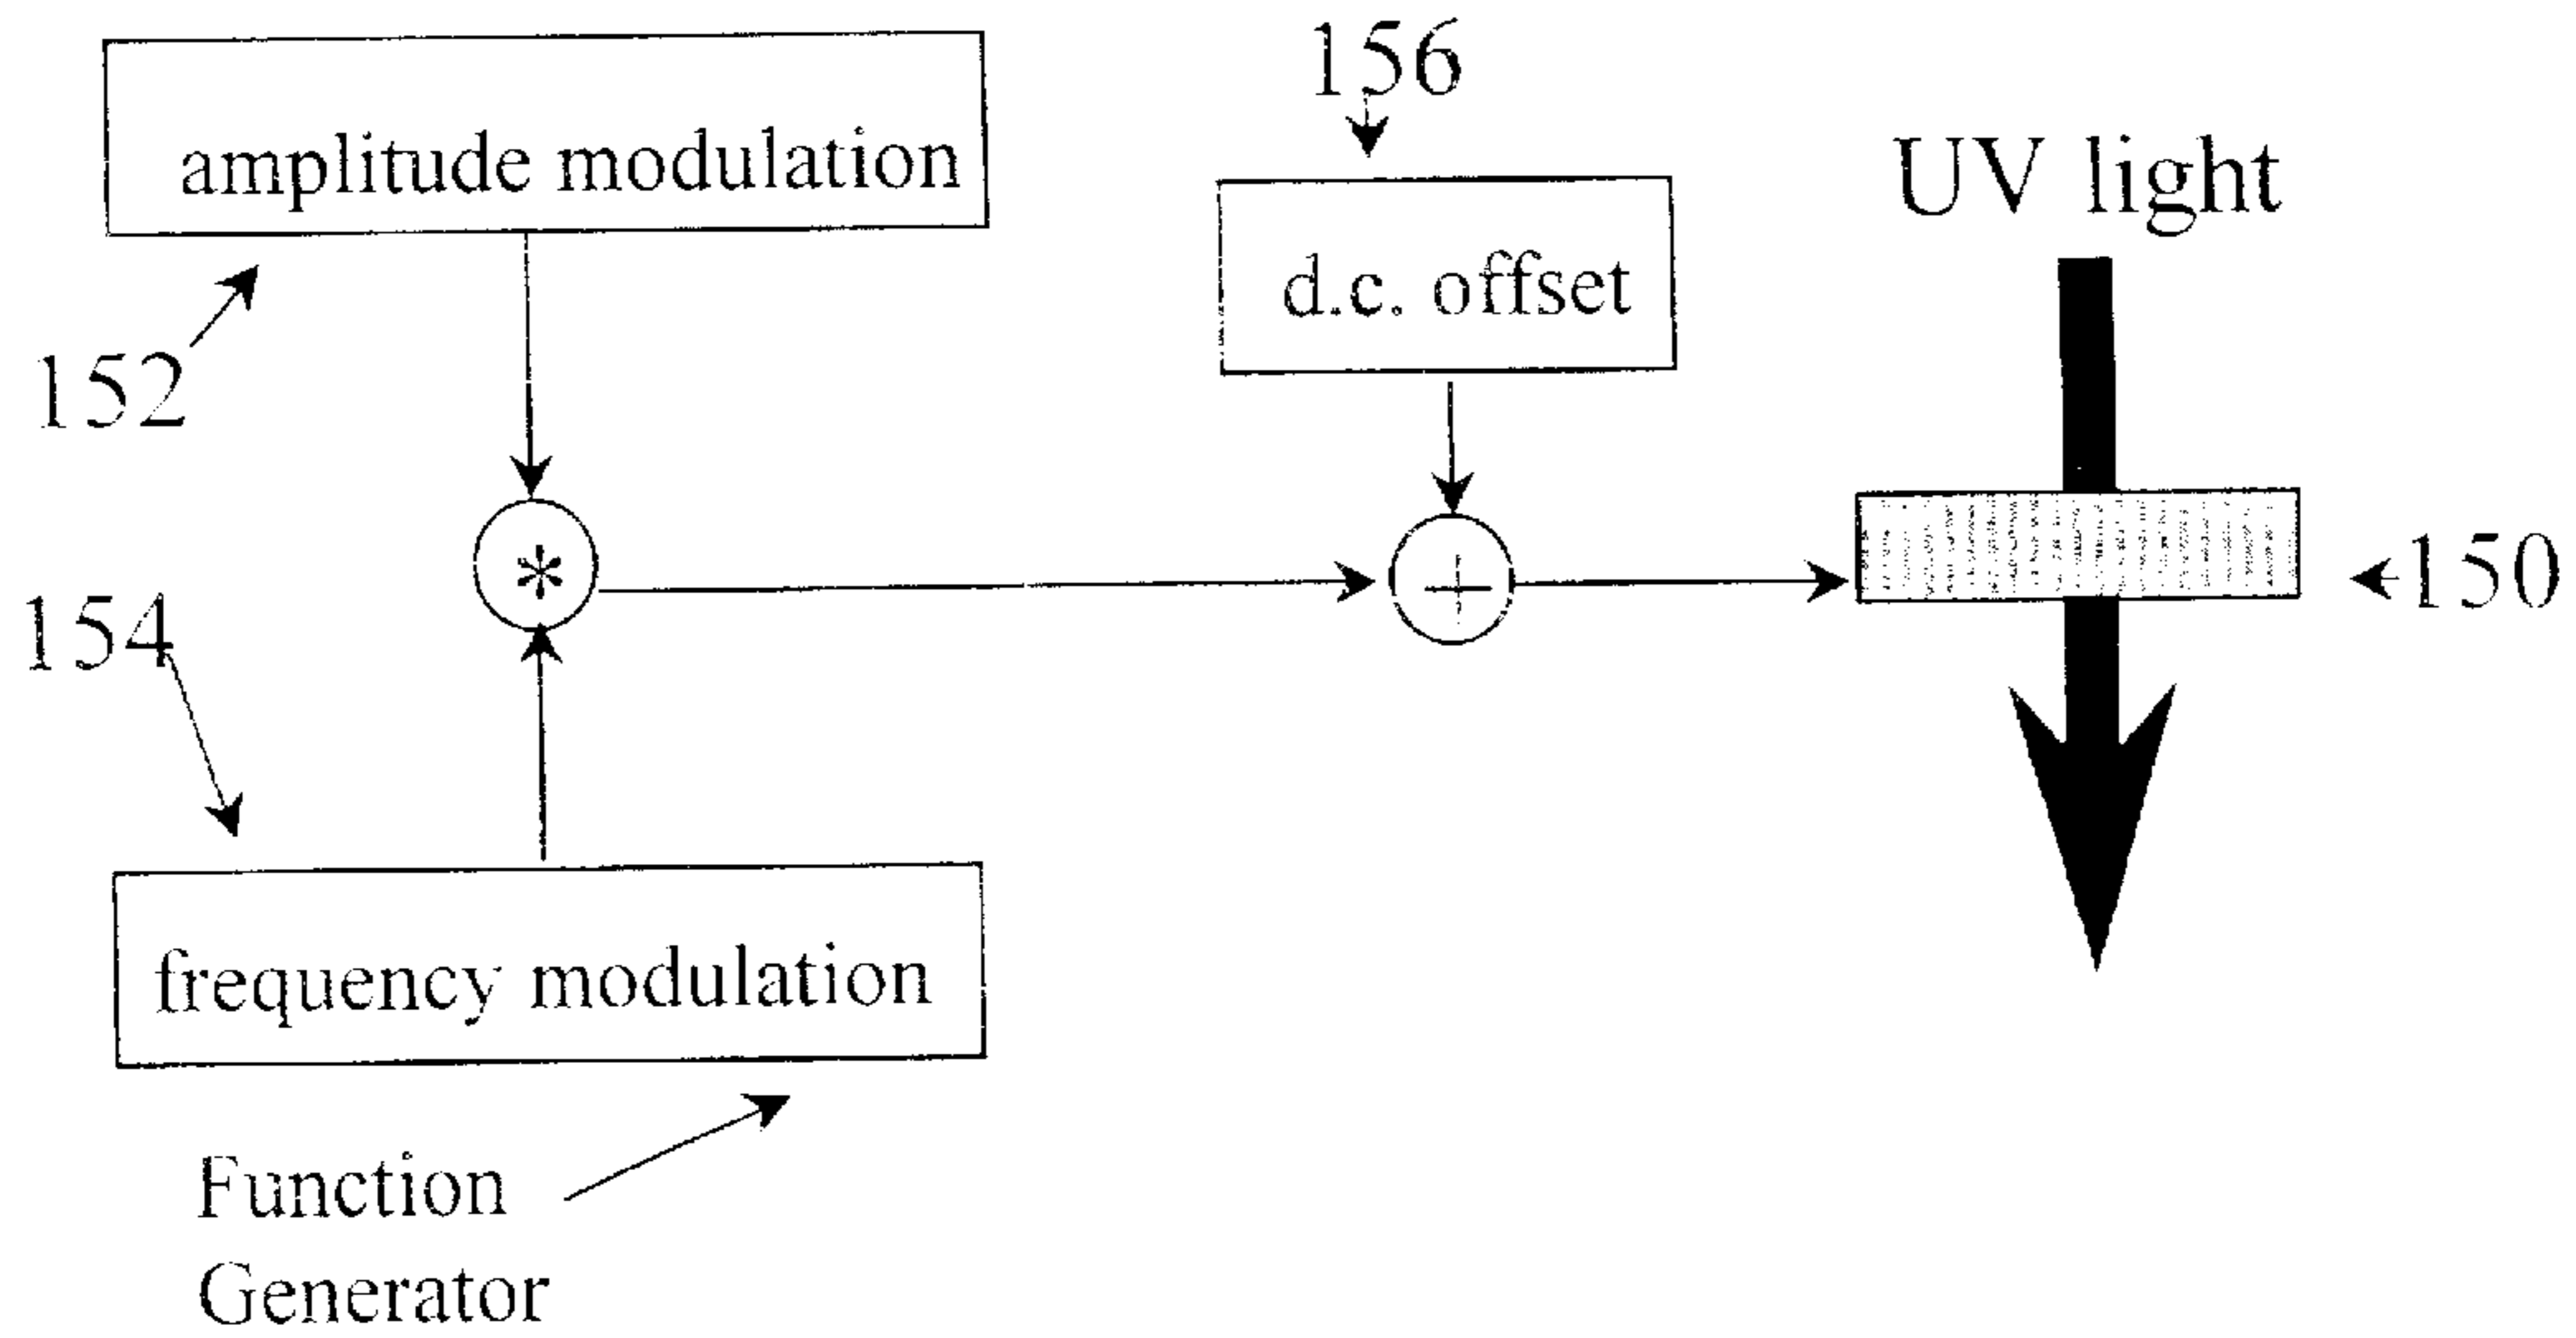 156
amplitude modulation
UV light
d.c. offset
152
*
+
150
154
frequency modulation
Function
Generator